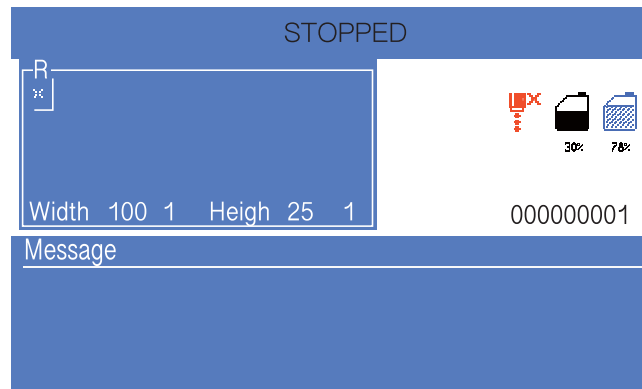 STOPPED
R
30% 78%
Width 100 1 Heigh 25 1
000000001
Message